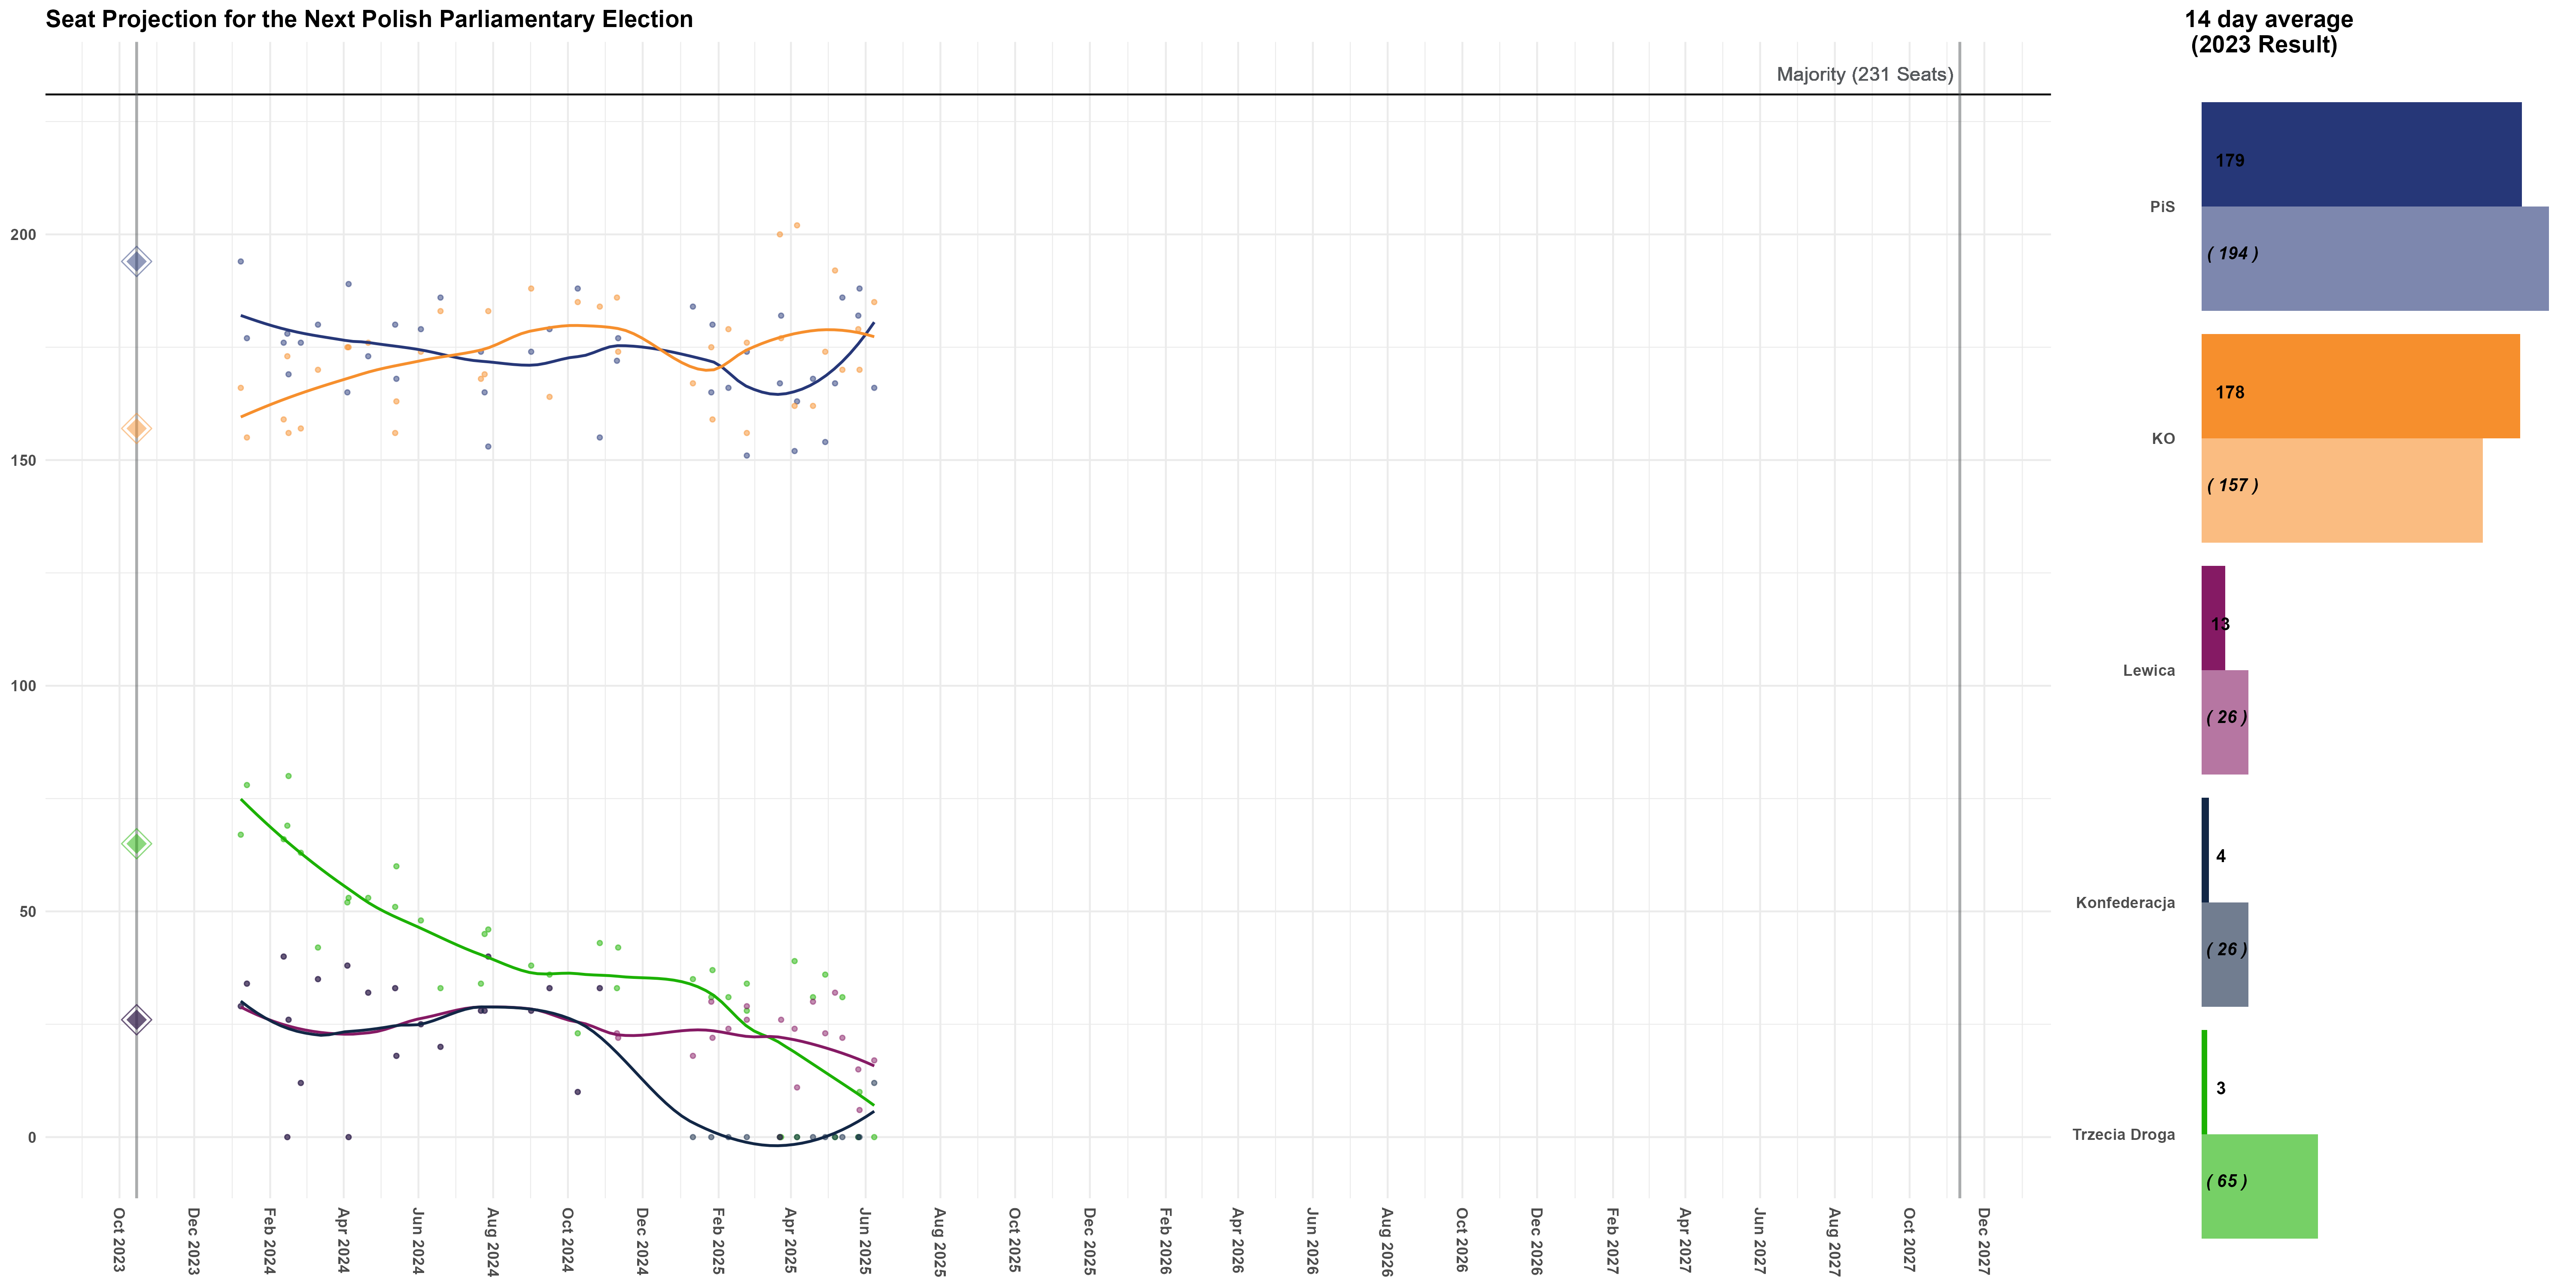 Seat Projection for the Next Polish Parliamentary Election
14 day average
(2023 Result)
Majority (231 Seats)
200
150
100
50
0
Oct 2023
Dec 2023
Feb 2024
Apr 2024
Jun 2024
Aug 2024
Oct 2024
Dec 2024
Feb 2025
Apr 2025
Jun 2025
Aug 2025
Oct 2025
Dec 2025
Feb 2026
Apr 2026
Jun 2026
Aug 2026
Oct 2026
Dec 2026
Feb 2027
Apr 2027
Jun 2027
Aug 2027
Oct 2027
Dec 2027
PiS
179
( 194 )
KO
178
( 157 )
Lewica
13
( 26 )
Konfederacja
4
( 26 )
Trzecia Droga
3
( 65 )